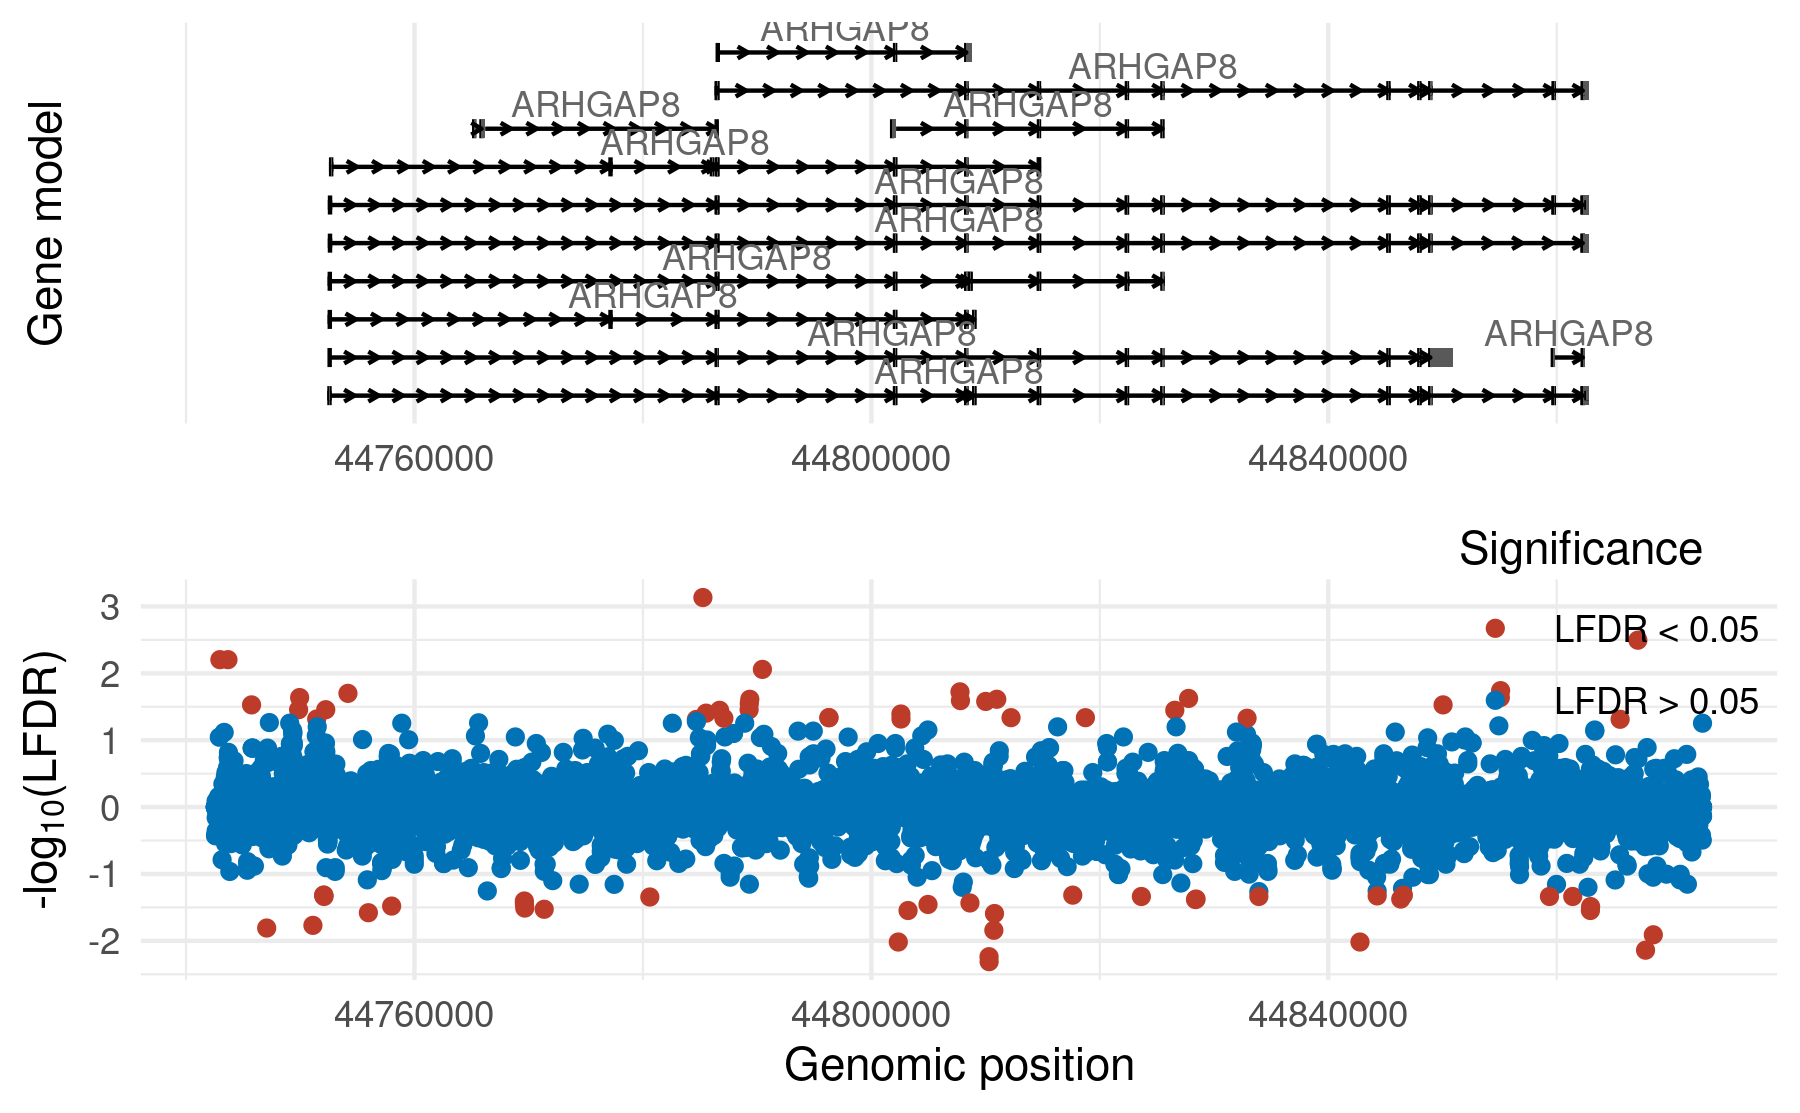 ARHGAP8
ARHGAP8
ARHGAP8
ARHGAP8
ARHGAP8
ARHGAP8
ARHGAP8
ARHGAP8
ARHGAP8
ARHGAP8
ARHGAP8
ARHGAP8
Gene model
44760000 44800000 44840000
Significance
LFDR < 0.05
LFDR > 0.05
3
2
1
0
-1
-2
-log10(LFDR)
44760000 44800000 44840000
Genomic position